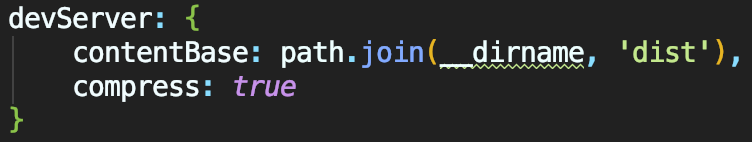 devServer: {
    contentBase: path.join(__dirname, 'dist'),
    compress: true
}